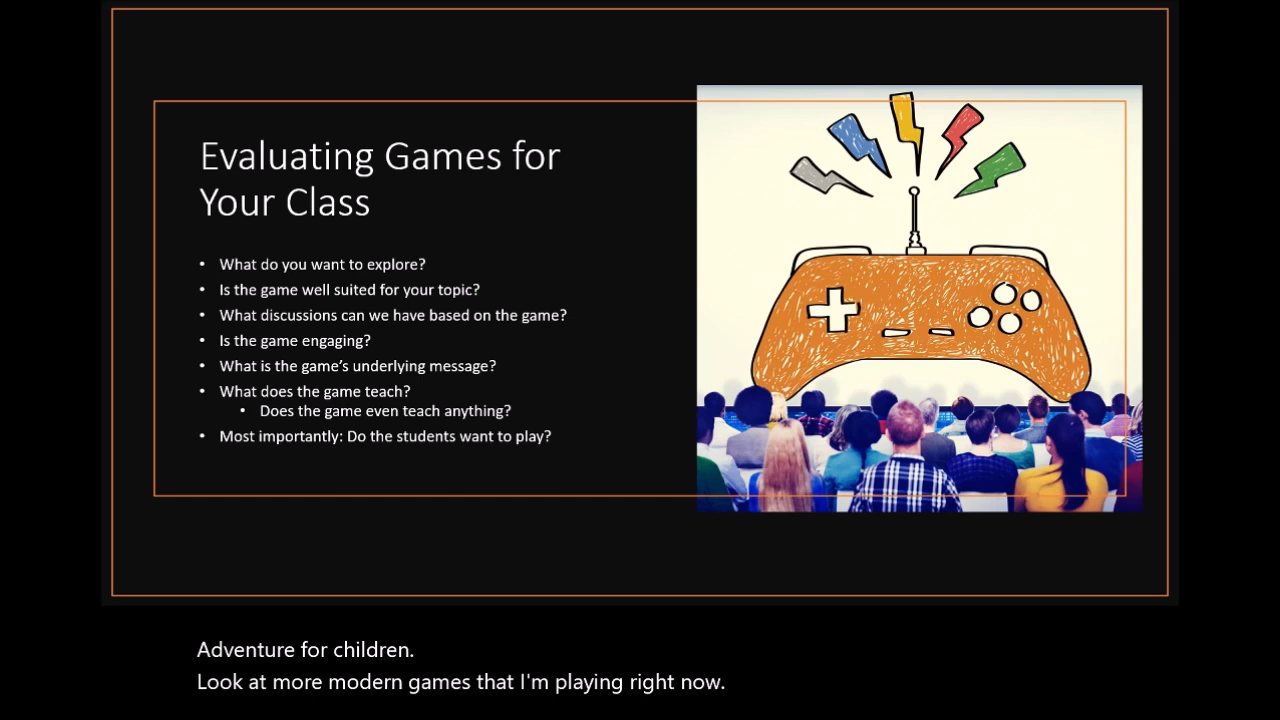 Evaluating Games for
Your Class
• What do you want to explore?
• Is the game well suited for your topic?
• What discussions can we have based on the game?
• Is the game engaging?
• What is the game’s underlying message?
• What does the game teach?
• Does the game even teach anything?
• Most importantly: Do the students want to play?
Adventure for children.
Look at more modern games that I'm playing right now.